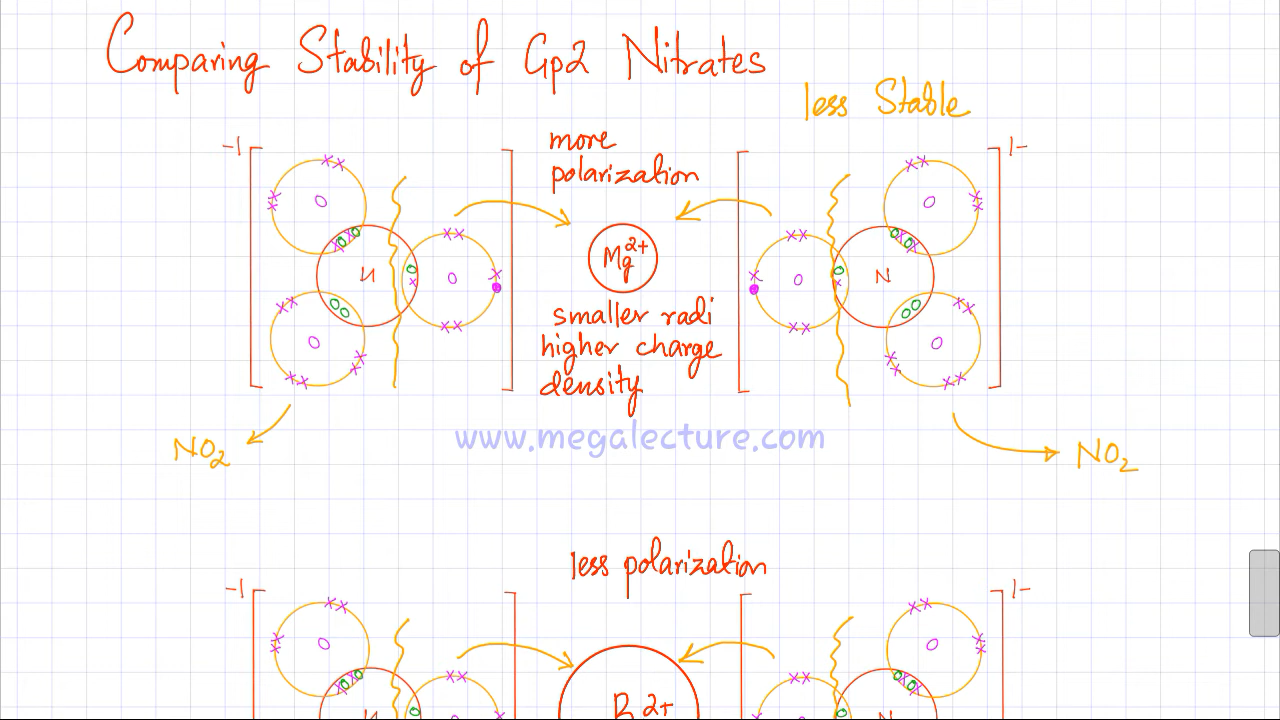 Comparing Stability of Gp2 Nitrates
less Stable
-1
more
polarization
1-
O
O
N
O
Mg2+
O
N
O
O
smaller radi
higher charge
density
NO2
www.megalecture.com
NO2
less polarization
-1
1-
O
O